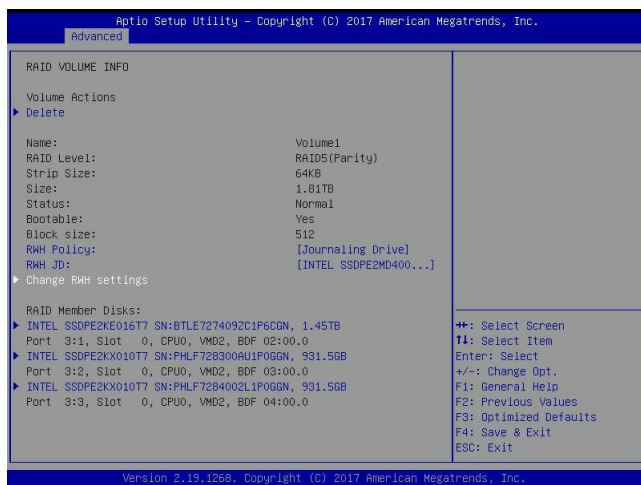 Aptio Setup Utility – Copyright (C) 2017 American Megatrends, Inc.
Advanced
RAID VOLUME INFO
Volume Actions
Delete
Name: Volume1
RAID Level: RAID5(Parity)
Strip Size: 64KB
Size: 1.81TB
Status: Normal
Bootable: Yes
Block size: 512
RWH Policy: [Journaling Drive]
RWH JD: [INTEL SSDPE2MD400...]
Change RWH settings
RAID Member Disks:
INTEL SSDPE2KE016T7 SN:BTLE727409ZC1P6CGN, 1.45TB
Port 3:1, Slot 0, CPU0, VMD2, BDF 02:00.0
INTEL SSDPE2KX010T7 SN:PHLF728300AU1P0GGN, 931.5GB
Port 3:2, Slot 0, CPU0, VMD2, BDF 03:00.0
INTEL SSDPE2KX010T7 SN:PHLF7284002L1P0GGN, 931.5GB
Port 3:3, Slot 0, CPU0, VMD2, BDF 04:00.0
→←: Select Screen
↑↓: Select Item
Enter: Select
+/-: Change Opt.
F1: General Help
F2: Previous Values
F3: Optimized Defaults
F4: Save & Exit
ESC: Exit
Version 2.19.1268. Copyright (C) 2017 American Megatrends, Inc.